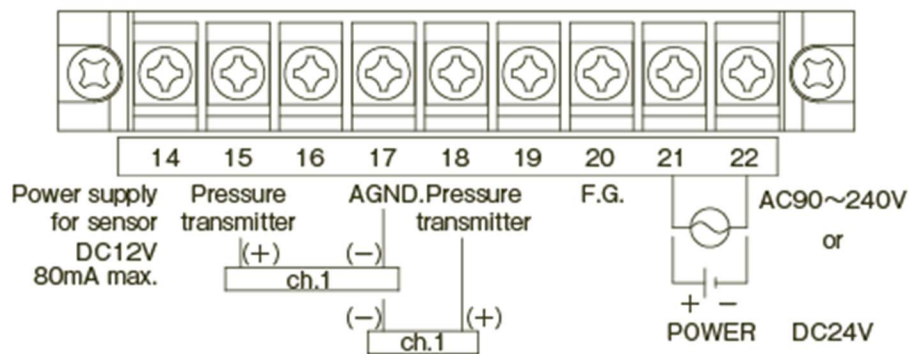 14 15 16 17 18 19 20 21 22
Power supply for sensor DC12V 80mA max.
Pressure transmitter
AGND.
Pressure transmitter
F.G.
AC90～240V
or
(+) (−)
ch.1
(−) (+)
ch.1
+ −
POWER DC24V